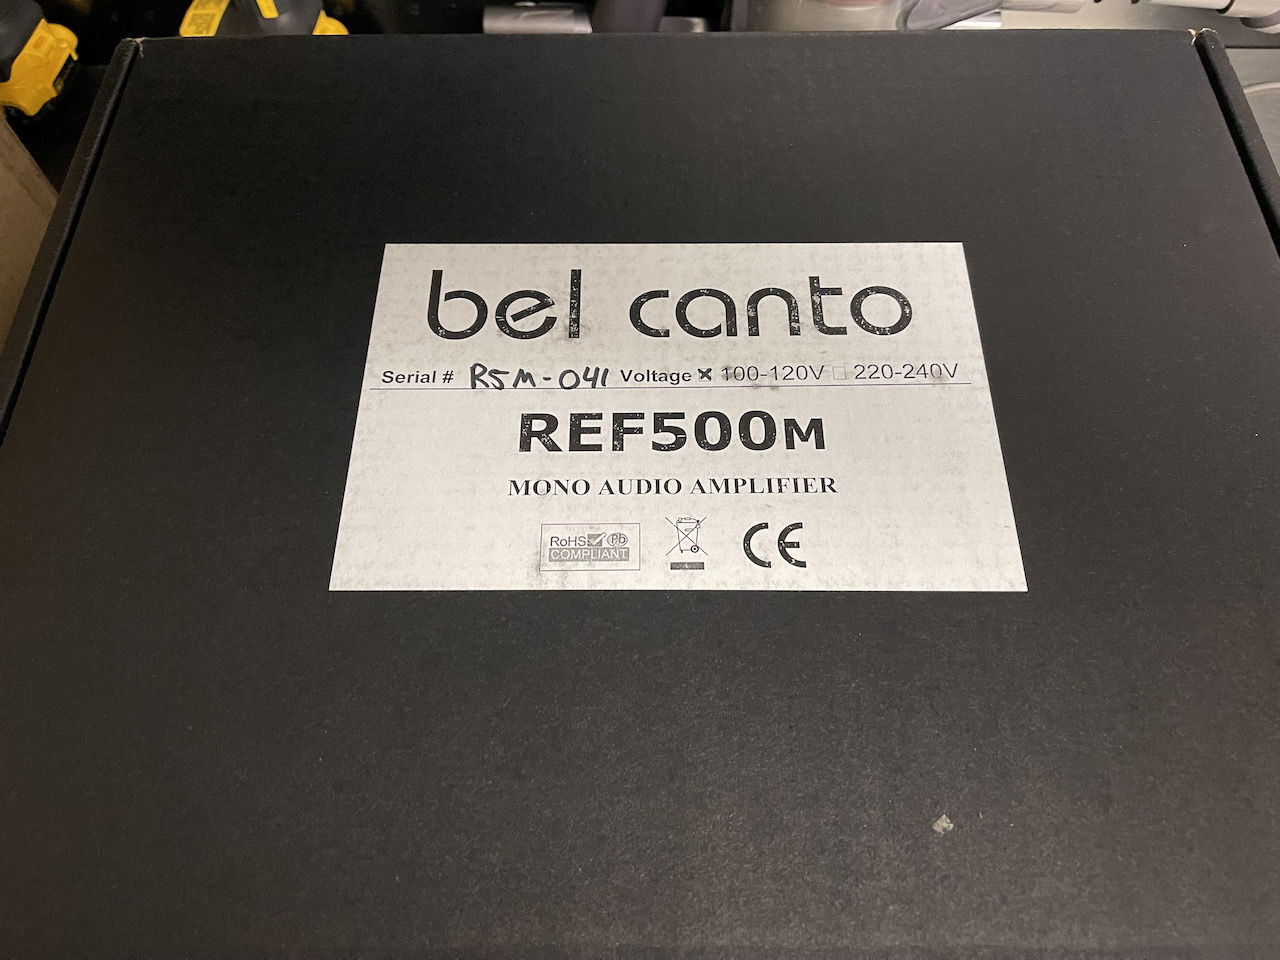 bel canto
Serial # R5M-041 Voltage ☒ 100-120V ☐ 220-240V
REF500M
MONO AUDIO AMPLIFIER
RoHS Pb
COMPLIANT
CE